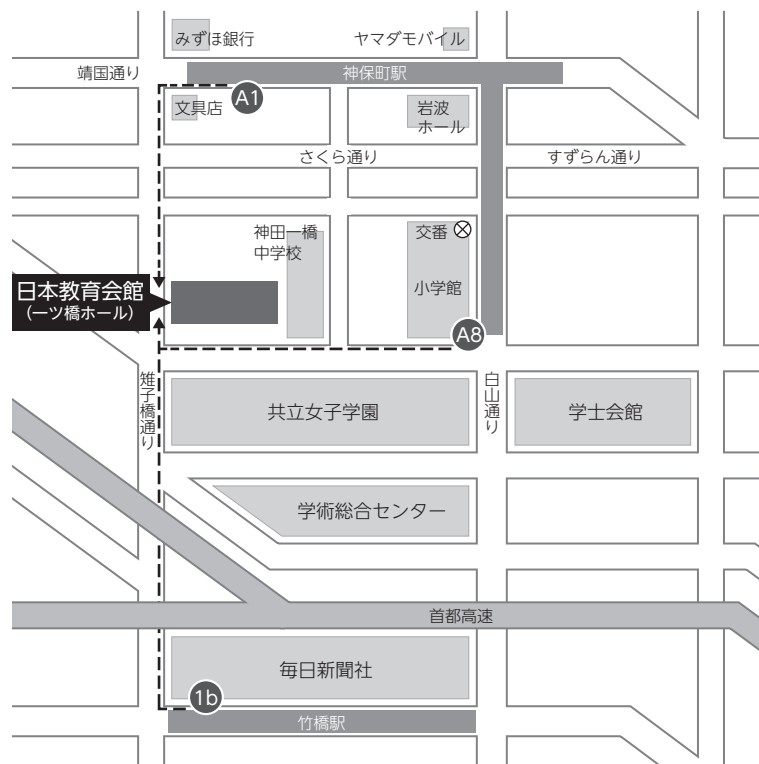 みずほ銀行
ヤマダモバイル
靖国通り
神保町駅
文具店
A1
岩波
ホール
さくら通り
すずらん通り
神田一橋
中学校
交番
小学館
日本教育会館
(一ツ橋ホール)
A8
雉子橋通り
白山通り
共立女子学園
学士会館
学術総合センター
首都高速
毎日新聞社
1b
竹橋駅